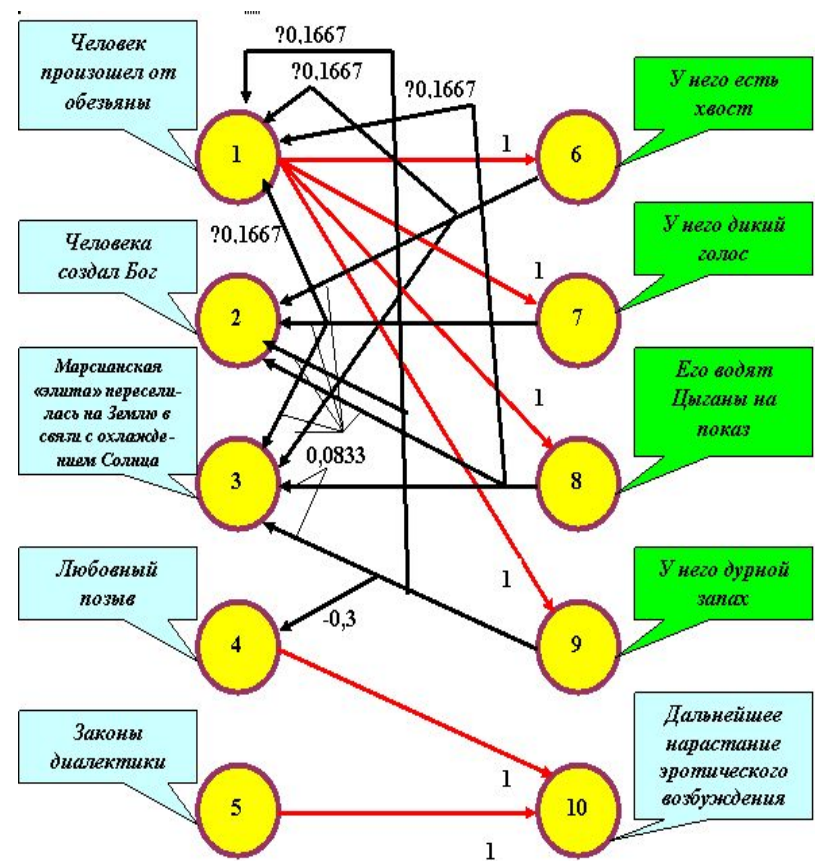 Человек
произошел от
обезьяны
?0,1667
?0,1667
?0,1667
У него есть
хвост
1
1
6
?0,1667
Человека
создал Бог
У него дикий
голос
1
2
7
Марсианская
«элита» пересели-
лась на Землю в
связи с охлажде-
нием Солнца
Его водят
Цыганы на
показ
1
0,0833
3
8
Любовный
позыв
У него дурной
запах
1
-0,3
4
9
Законы
диалектики
Дальнейшее
нарастание
эротического
возбуждения
1
5
10
1